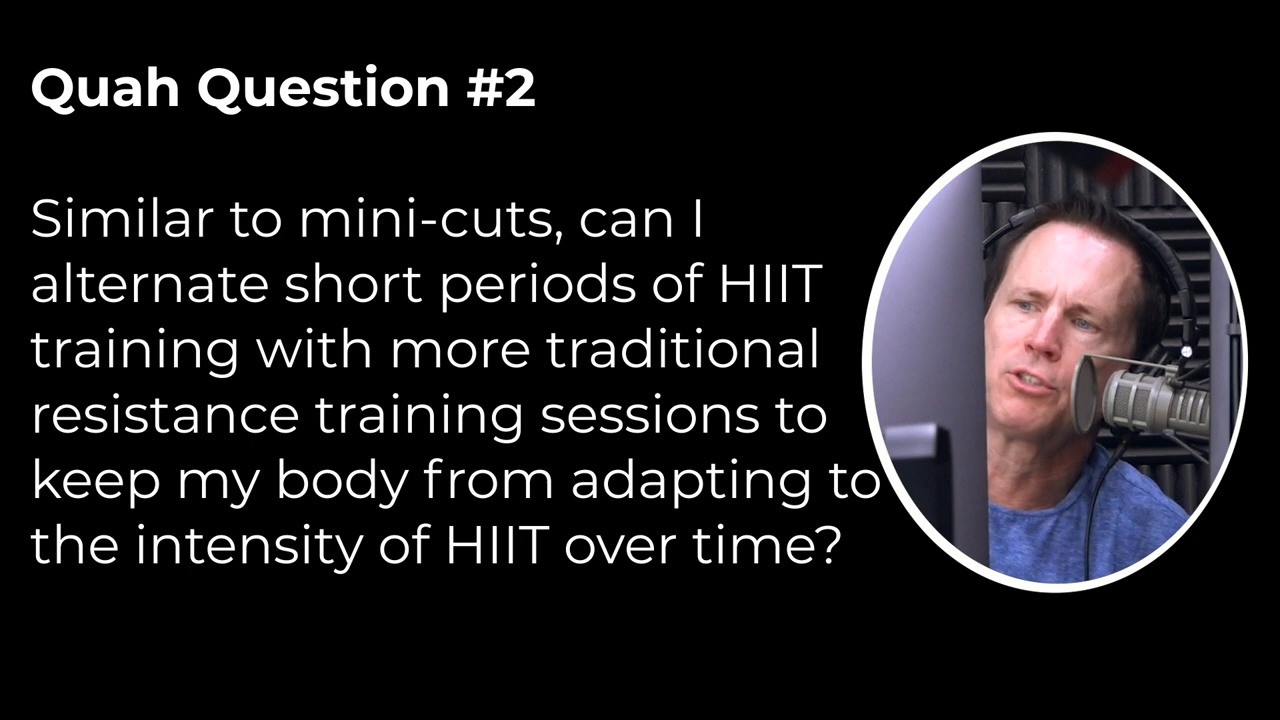 Quah Question #2
Similar to mini-cuts, can I
alternate short periods of HIIT
training with more traditional
resistance training sessions to
keep my body from adapting to
the intensity of HIIT over time?